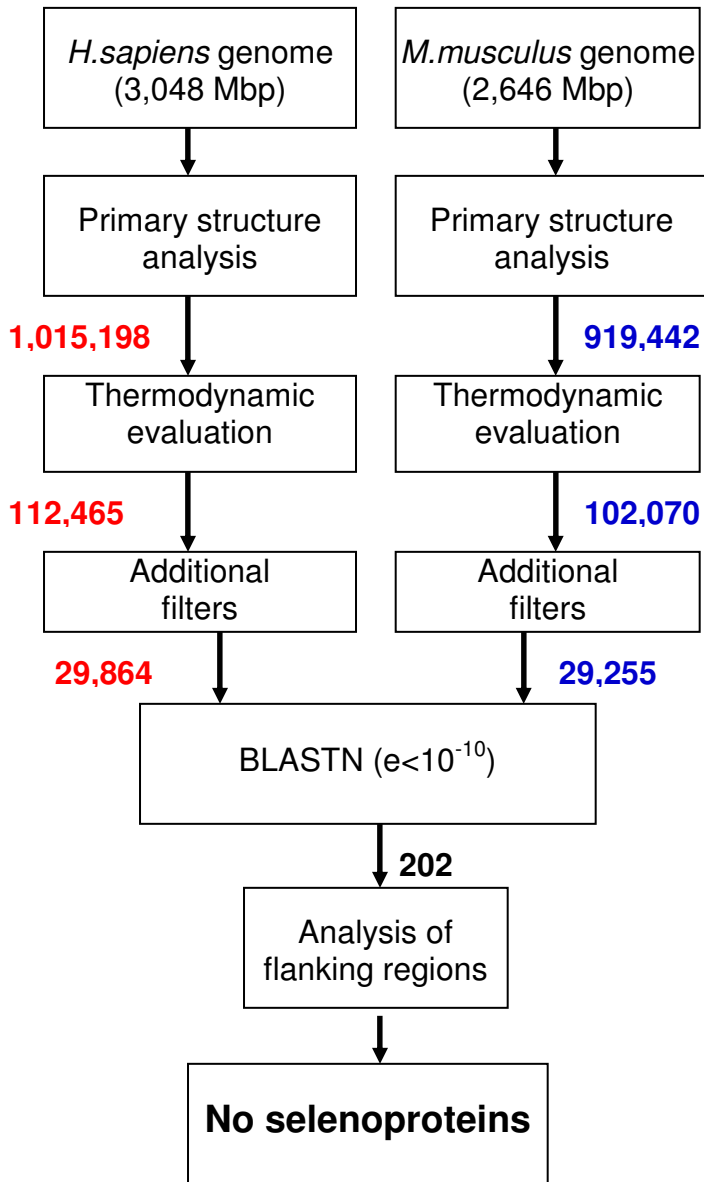 H.sapiens genome
(3,048 Mbp)
M.musculus genome
(2,646 Mbp)
Primary structure
analysis
Primary structure
analysis
1,015,198
919,442
Thermodynamic
evaluation
Thermodynamic
evaluation
112,465
102,070
Additional
filters
Additional
filters
29,864
29,255
BLASTN (e<10⁻¹⁰)
202
Analysis of
flanking regions
No selenoproteins